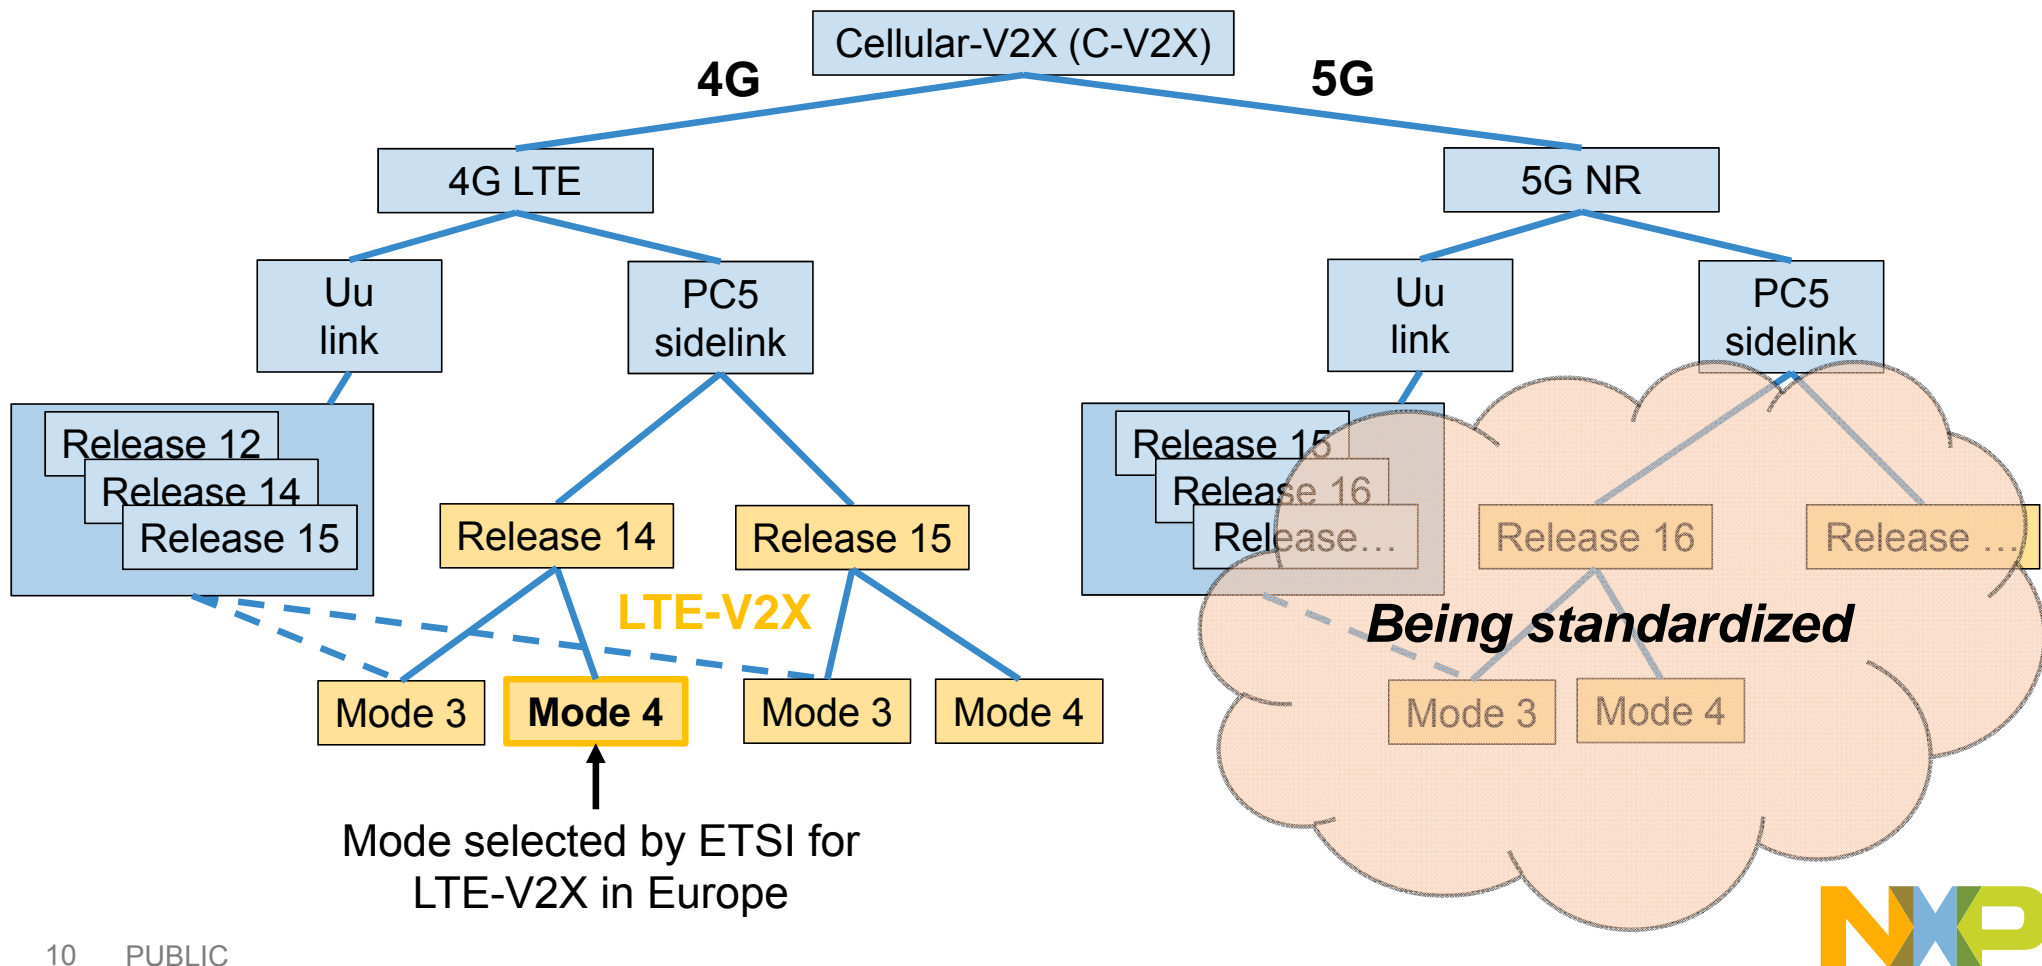 Cellular-V2X (C-V2X)
4G
5G
4G LTE
5G NR
Uu
link
PC5
sidelink
Uu
link
PC5
sidelink
Release 12
Release 14
Release 15
Release 14
Release 15
Release 15
Release 16
Release...
Release 16
Release ...
LTE-V2X
Being standardized
Mode 3
Mode 4
Mode 3
Mode 4
Mode 3
Mode 4
Mode selected by ETSI for
LTE-V2X in Europe
NXP
10 PUBLIC